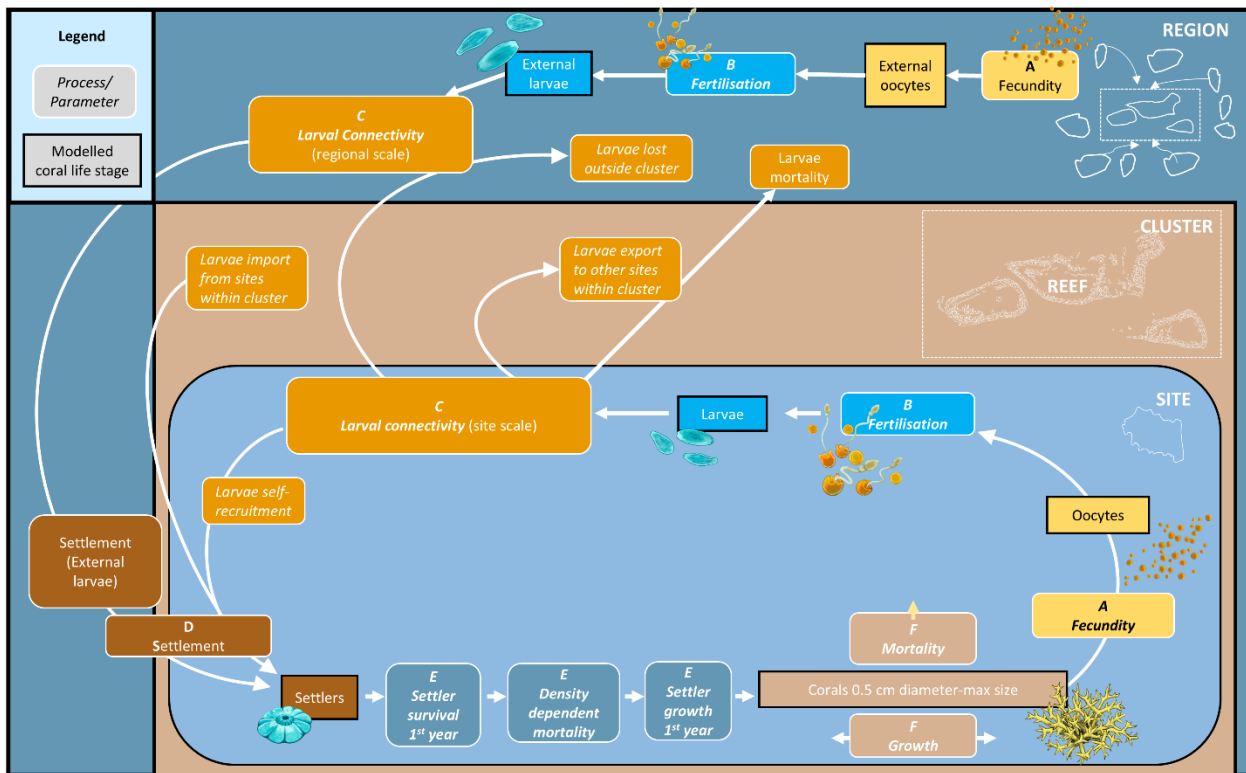 Legend
Process/
Parameter
Modelled
coral life stage
REGION
A
Fecundity
External
oocytes
B
Fertilisation
External
larvae
C
Larval Connectivity
(regional scale)
Larvae lost
outside cluster
Larvae
mortality
CLUSTER
REEF
Larvae import
from sites
within cluster
Larvae export
to other sites
within cluster
SITE
C
Larval connectivity (site scale)
Larvae
B
Fertilisation
Larvae self-
recruitment
Oocytes
A
Fecundity
Settlement
(External
larvae)
D
Settlement
Settlers
E
Settler
survival
1st year
E
Density
dependent
mortality
E
Settler
growth
1st year
F
Mortality
Corals 0.5 cm diameter-max size
F
Growth